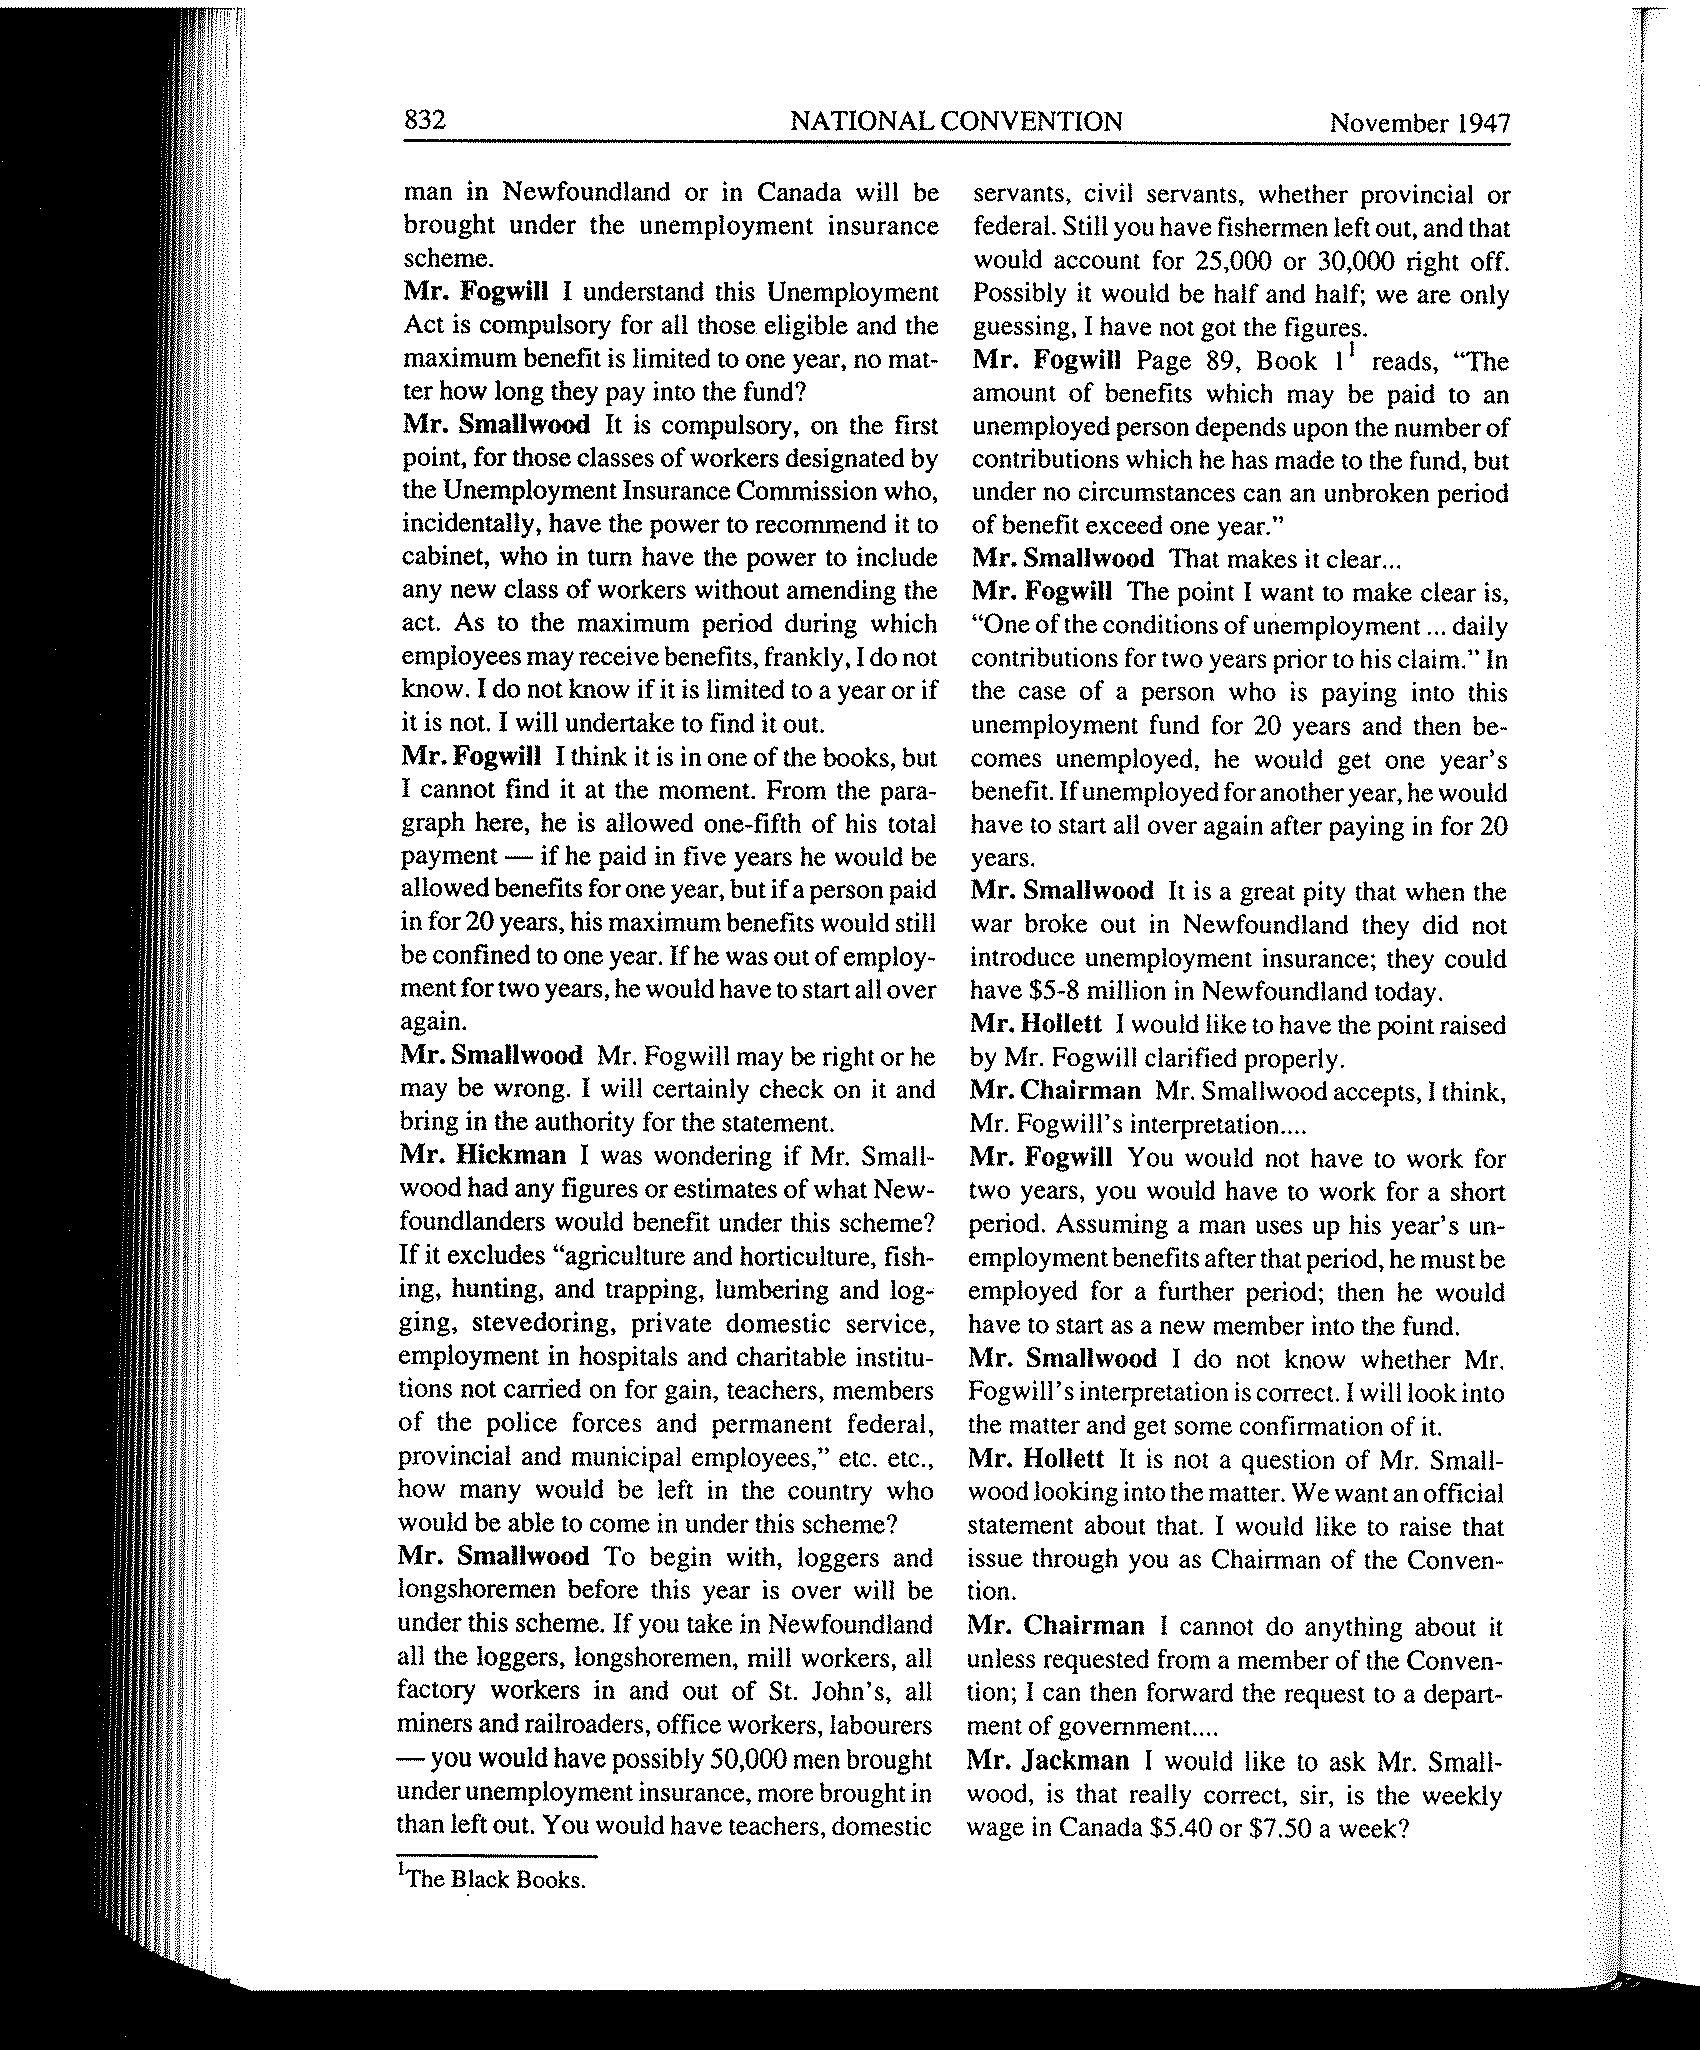 832 NATIONAL CONVENTION November 1947
man in Newfoundland or in Canada will be
brought under the unemployment insurance
scheme.
Mr. Fogwill I understand this Unemployment
Act is compulsory for all those eligible and the
maximum benefit is limited to one year, no mat-
ter how long they pay into the fund?
Mr. Smallwood It is compulsory, on the first
point, for those classes of workers designated by
the Unemployment Insurance Commission who,
incidentally, have the power to recommend it to
cabinet, who in turn have the power to include
any new class of workers without amending the
act. As to the maximum period during which
employees may receive benefits, frankly, I do not
know. I do not know if it is limited to a year or if
it is not. I will undertake to find it out.
Mr. Fogwill I think it is in one of the books, but
I cannot find it at the moment. From the para-
graph here, he is allowed one-fifth of his total
payment — if he paid in five years he would be
allowed benefits for one year, but if a person paid
in for 20 years, his maximum benefits would still
be confined to one year. If he was out of employ-
ment for two years, he would have to start all over
again.
Mr. Smallwood Mr. Fogwill may be right or he
may be wrong. I will certainly check on it and
bring in the authority for the statement.
Mr. Hickman I was wondering if Mr. Small-
wood had any figures or estimates of what New-
foundlanders would benefit under this scheme?
If it excludes “agriculture and horticulture, fish-
ing, hunting, and trapping, lumbering and log-
ging, stevedoring, private domestic service,
employment in hospitals and charitable institu-
tions not carried on for gain, teachers, members
of the police forces and permanent federal,
provincial and municipal employees,” etc. etc.,
how many would be left in the country who
would be able to come in under this scheme?
Mr. Smallwood To begin with, loggers and
longshoremen before this year is over will be
under this scheme. If you take in Newfoundland
all the loggers, longshoremen, mill workers, all
factory workers in and out of St. John's, all
miners and railroaders, office workers, labourers
— you would have possibly 50,000 men brought
under unemployment insurance, more brought in
than left out. You would have teachers, domestic
servants, civil servants, whether provincial or
federal. Still you have fishermen left out, and that
would account for 25,000 or 30,000 right off.
Possibly it would be half and half; we are only
guessing, I have not got the figures.
Mr. Fogwill Page 89, Book 1¹ reads, “The
amount of benefits which may be paid to an
unemployed person depends upon the number of
contributions which he has made to the fund, but
under no circumstances can an unbroken period
of benefit exceed one year.”
Mr. Smallwood That makes it clear...
Mr. Fogwill The point I want to make clear is,
“One of the conditions of unemployment ... daily
contributions for two years prior to his claim.” In
the case of a person who is paying into this
unemployment fund for 20 years and then be-
comes unemployed, he would get one year's
benefit. If unemployed for another year, he would
have to start all over again after paying in for 20
years.
Mr. Smallwood It is a great pity that when the
war broke out in Newfoundland they did not
introduce unemployment insurance; they could
have $5-8 million in Newfoundland today.
Mr. Hollett I would like to have the point raised
by Mr. Fogwill clarified properly.
Mr. Chairman Mr. Smallwood accepts, I think,
Mr. Fogwill's interpretation....
Mr. Fogwill You would not have to work for
two years, you would have to work for a short
period. Assuming a man uses up his year's un-
employment benefits after that period, he must be
employed for a further period; then he would
have to start as a new member into the fund.
Mr. Smallwood I do not know whether Mr.
Fogwill's interpretation is correct. I will look into
the matter and get some confirmation of it.
Mr. Hollett It is not a question of Mr. Small-
wood looking into the matter. We want an official
statement about that. I would like to raise that
issue through you as Chairman of the Conven-
tion.
Mr. Chairman I cannot do anything about it
unless requested from a member of the Conven-
tion; I can then forward the request to a depart-
ment of government....
Mr. Jackman I would like to ask Mr. Small-
wood, is that really correct, sir, is the weekly
wage in Canada $5.40 or $7.50 a week?
¹The Black Books.